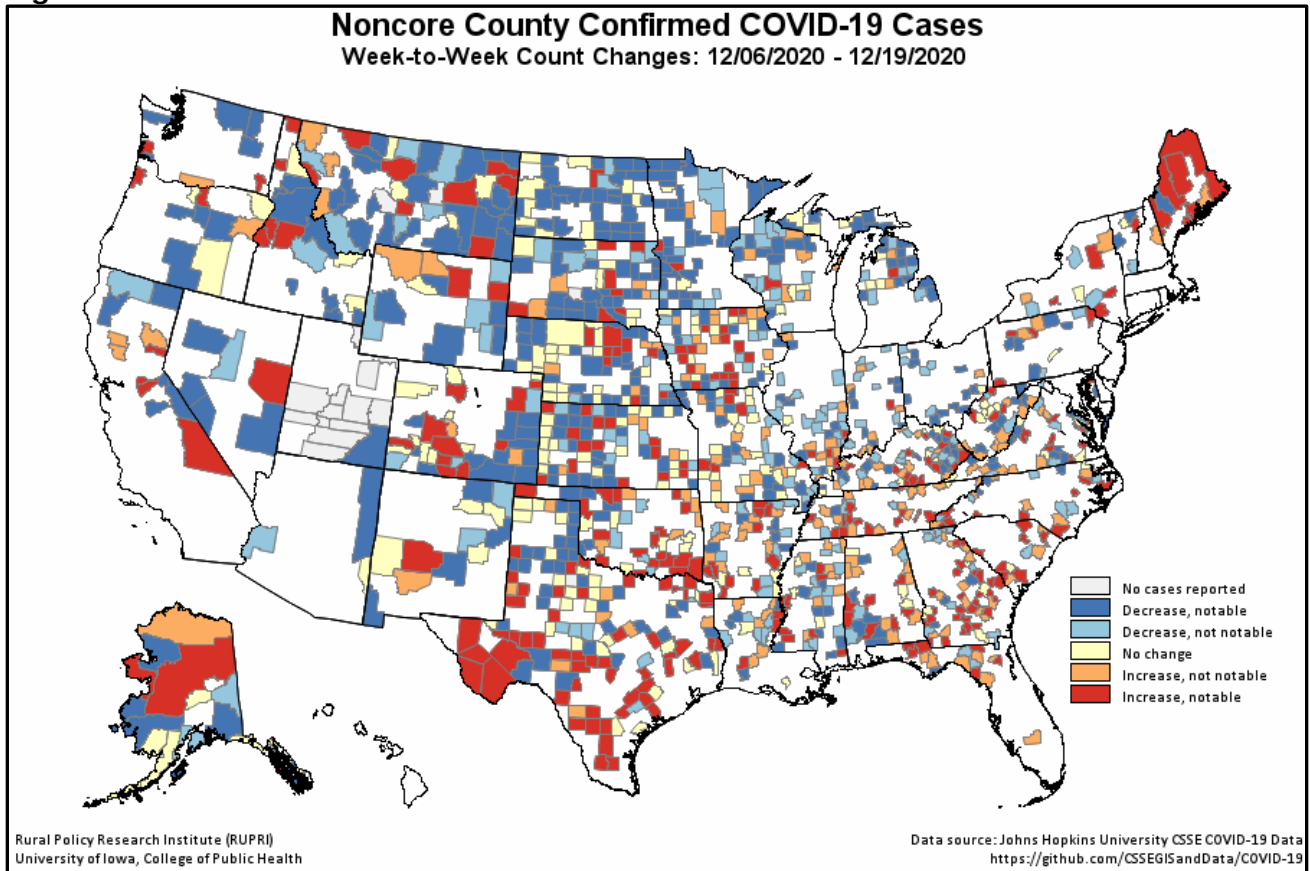 Noncore County Confirmed COVID-19 Cases
Week-to-Week Count Changes: 12/06/2020 - 12/19/2020
No cases reported
Decrease, notable
Decrease, not notable
No change
Increase, not notable
Increase, notable
Rural Policy Research Institute (RUPRI)
University of Iowa, College of Public Health
Data source: Johns Hopkins University CSSE COVID-19 Data
https://github.com/CSSEGISandData/COVID-19